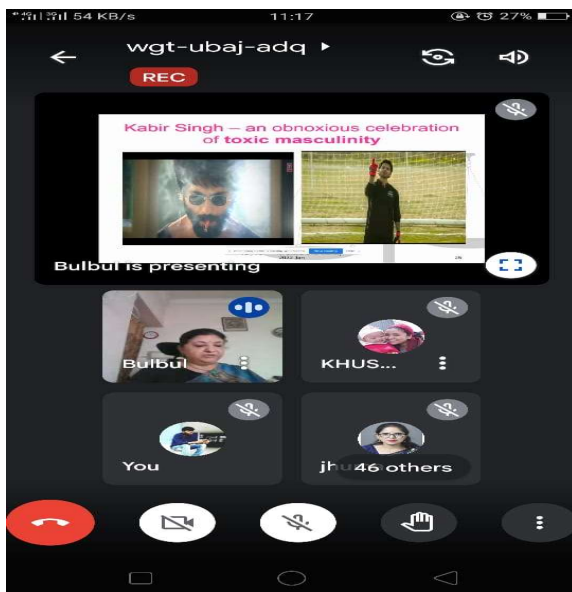 54 KB/s 11:17 27%
wgt-ubaj-adq
REC
Kabir Singh – an obnoxious celebration
of toxic masculinity
Bulbul is presenting
Bulbul
KHUS...
You
46 others